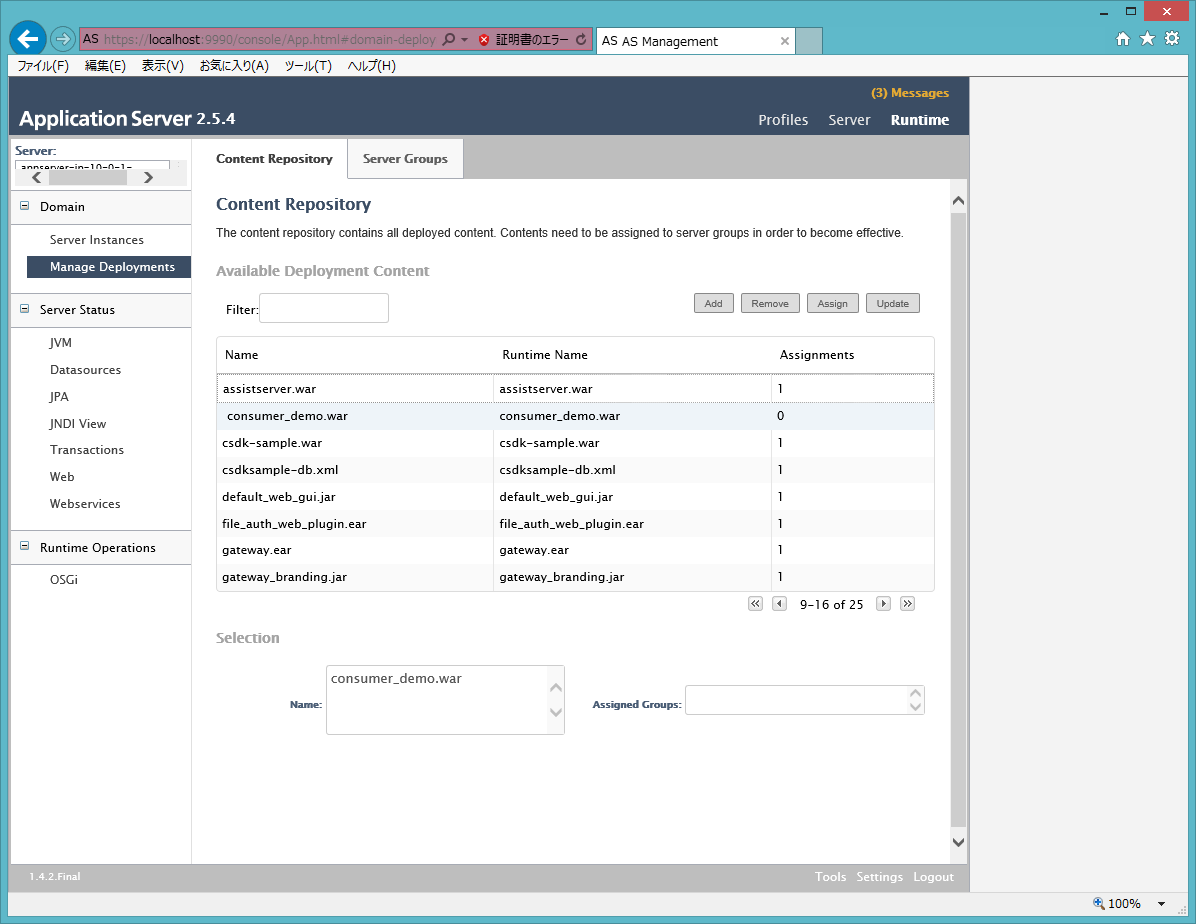 AS https://localhost:9990/console/App.html#domain-deploy 証明書のエラー AS AS Management
ファイル(F) 編集(E) 表示(V) お気に入り(A) ツール(T) ヘルプ(H)
(3) Messages
Application Server 2.5.4
Profiles Server Runtime
Server:
appserver-ip-10-0-1-
Content Repository Server Groups
Domain
Server Instances
Manage Deployments
Server Status
JVM
Datasources
JPA
JNDI View
Transactions
Web
Webservices
Runtime Operations
OSGi
Content Repository
The content repository contains all deployed content. Contents need to be assigned to server groups in order to become effective.
Available Deployment Content
Filter: Add Remove Assign Update
Name Runtime Name Assignments
assistserver.war assistserver.war 1
consumer_demo.war consumer_demo.war 0
csdk-sample.war csdk-sample.war 1
csdksample-db.xml csdksample-db.xml 1
default_web_gui.jar default_web_gui.jar 1
file_auth_web_plugin.ear file_auth_web_plugin.ear 1
gateway.ear gateway.ear 1
gateway_branding.jar gateway_branding.jar 1
9-16 of 25
Selection
Name: consumer_demo.war
Assigned Groups:
1.4.2.Final Tools Settings Logout
100%